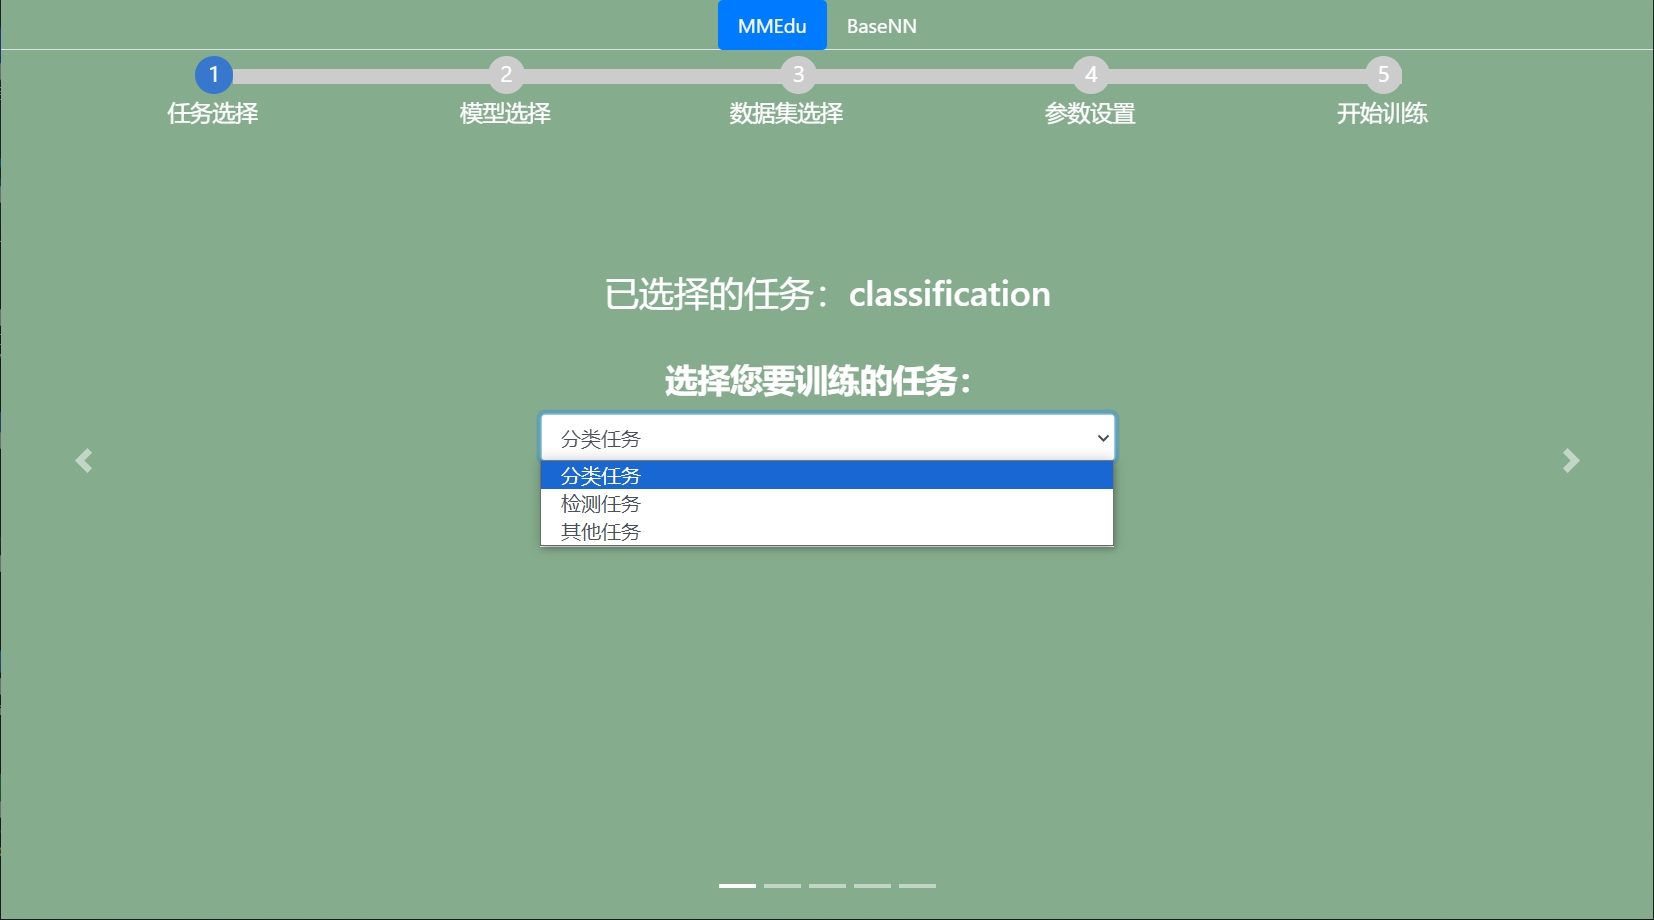 MMEdu BaseNN
1 2 3 4 5
任务选择 模型选择 数据集选择 参数设置 开始训练
已选择的任务：classification
选择您要训练的任务：
分类任务
分类任务
检测任务
其他任务